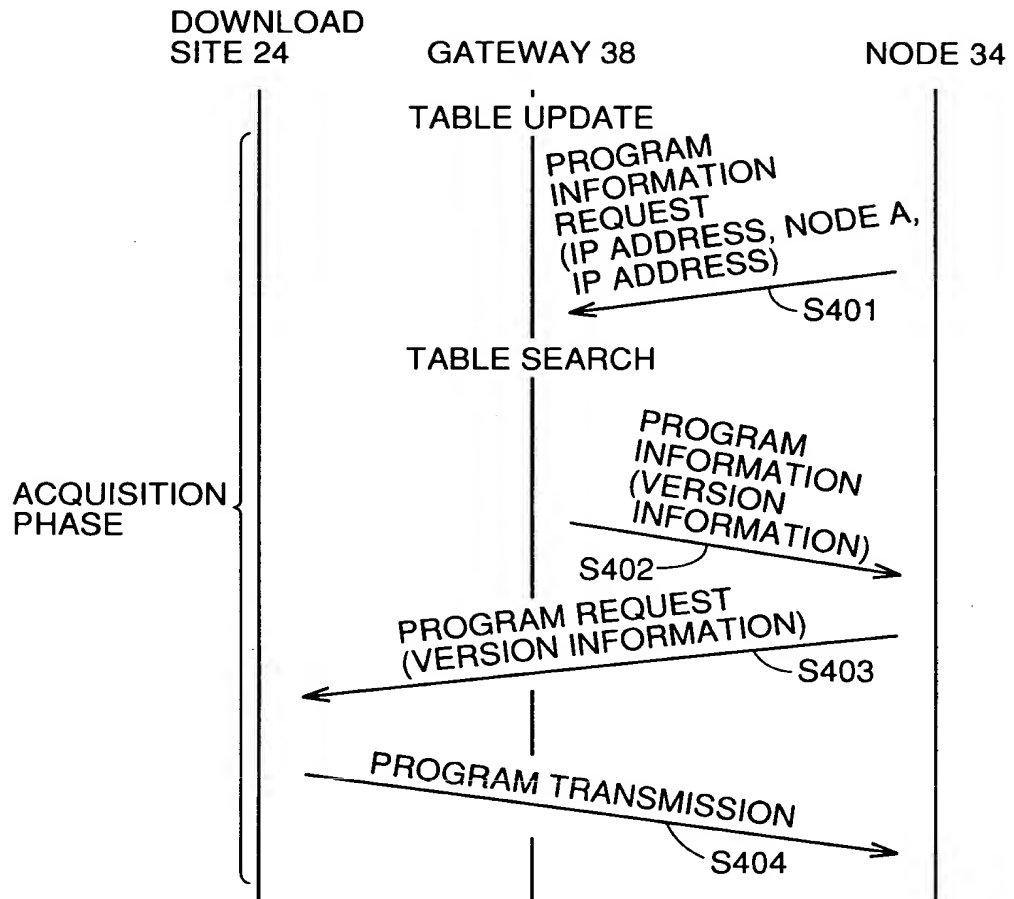 DOWNLOAD
SITE 24
GATEWAY 38
NODE 34
TABLE UPDATE
PROGRAM
INFORMATION
REQUEST
(IP ADDRESS, NODE A,
IP ADDRESS)
S401
TABLE SEARCH
PROGRAM
INFORMATION
(VERSION
INFORMATION)
ACQUISITION
PHASE
S402
PROGRAM REQUEST
(VERSION INFORMATION)
S403
PROGRAM TRANSMISSION
S404